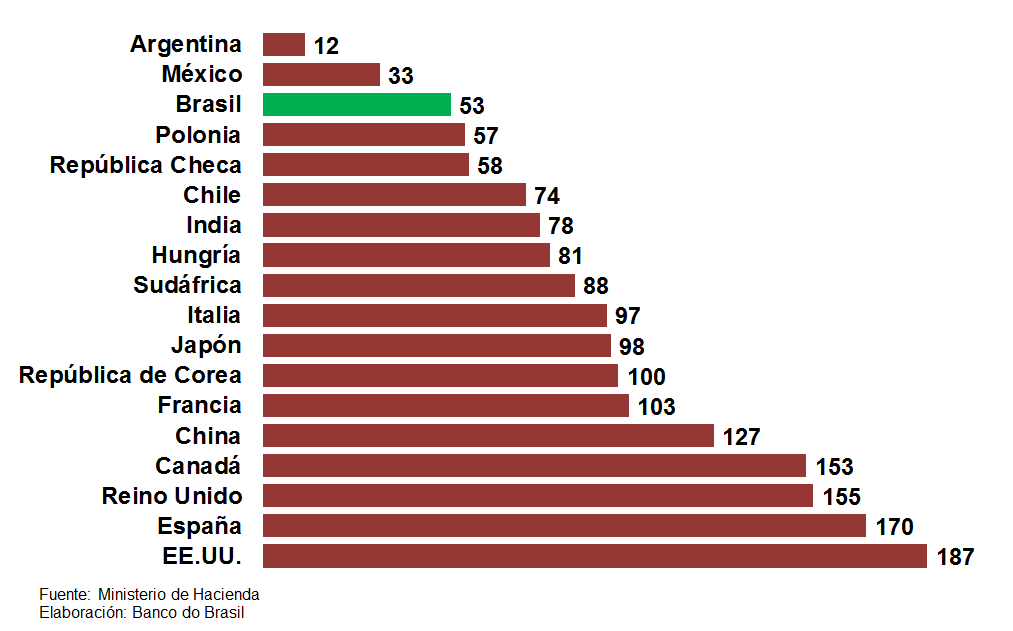 Argentina 12
México 33
Brasil 53
Polonia 57
República Checa 58
Chile 74
India 78
Hungría 81
Sudáfrica 88
Italia 97
Japón 98
República de Corea 100
Francia 103
China 127
Canadá 153
Reino Unido 155
España 170
EE.UU. 187
Fuente: Ministerio de Hacienda
Elaboración: Banco do Brasil